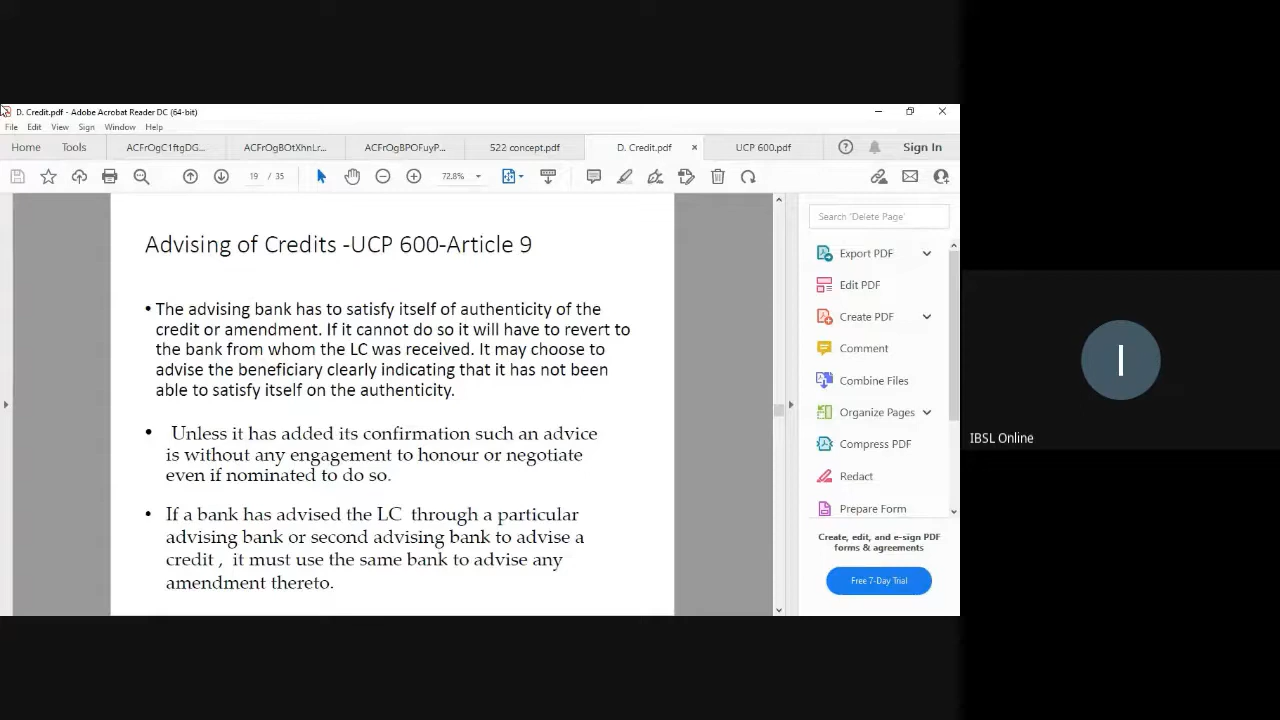 D. Credit.pdf - Adobe Acrobat Reader DC (64-bit)
File Edit View Sign Window Help
Home Tools ACFrOgC1ftgDG... ACFrOgBOtXhnLr... ACFrOgBPOFuyP... 522 concept.pdf D. Credit.pdf × UCP 600.pdf Sign In
19 / 35 72.8%
Advising of Credits -UCP 600-Article 9
• The advising bank has to satisfy itself of authenticity of the
credit or amendment. If it cannot do so it will have to revert to
the bank from whom the LC was received. It may choose to
advise the beneficiary clearly indicating that it has not been
able to satisfy itself on the authenticity.
• Unless it has added its confirmation such an advice
is without any engagement to honour or negotiate
even if nominated to do so.
• If a bank has advised the LC through a particular
advising bank or second advising bank to advise a
credit , it must use the same bank to advise any
amendment thereto.
Search 'Delete Page'
Export PDF
Edit PDF
Create PDF
Comment
Combine Files
Organize Pages
Compress PDF
Redact
Prepare Form
Create, edit, and e-sign PDF
forms & agreements
Free 7-Day Trial
I
IBSL Online